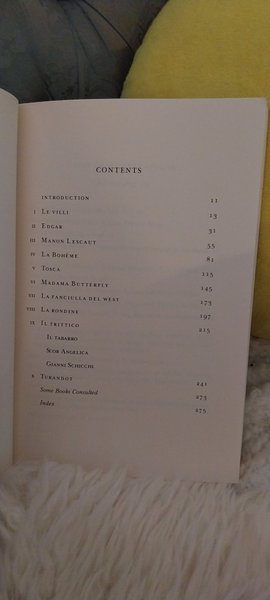 CONTENTS
INTRODUCTION 11
I LE VILLI 13
II EDGAR 31
III MANON LESCAUT 55
IV LA BOHÈME 82
V TOSCA 115
VI MADAMA BUTTERFLY 145
VII LA FANCIULLA DEL WEST 173
VIII LA RONDINE 197
IX IL TRITTICO 215
IL TABARRO
SUOR ANGELICA
GIANNI SCHICCHI
X TURANDOT 241
Some Books Consulted 273
Index 275